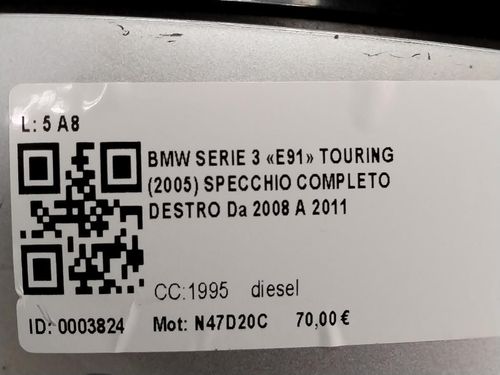 L: 5 A8
BMW SERIE 3 «E91» TOURING
(2005) SPECCHIO COMPLETO
DESTRO Da 2008 A 2011
CC:1995 diesel
ID: 0003824 Mot: N47D20C 70,00 €